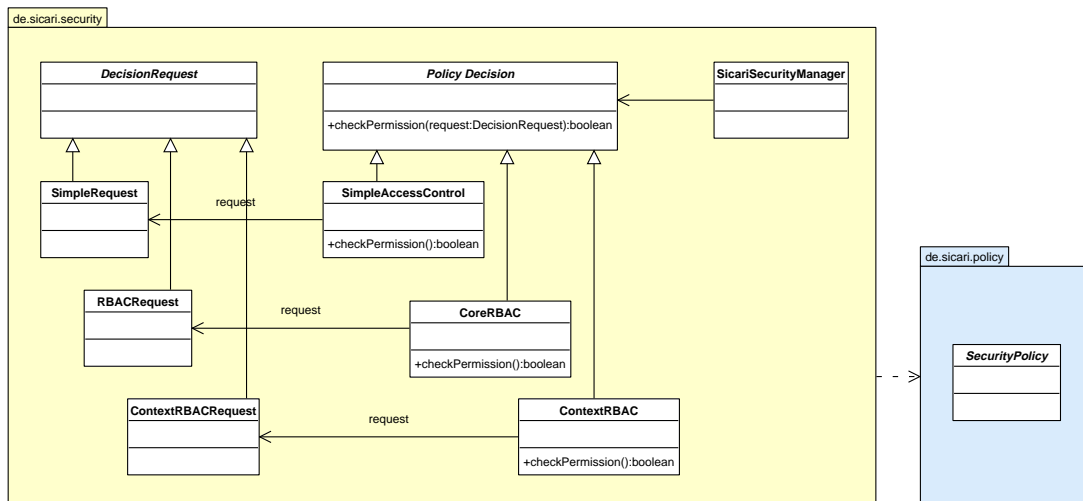 de.sicari.security
DecisionRequest
Policy Decision
SicariSecurityManager
+checkPermission(request:DecisionRequest):boolean
SimpleRequest
request
SimpleAccessControl
+checkPermission():boolean
de.sicari.policy
RBACRequest
request
CoreRBAC
+checkPermission():boolean
SecurityPolicy
ContextRBACRequest
request
ContextRBAC
+checkPermission():boolean